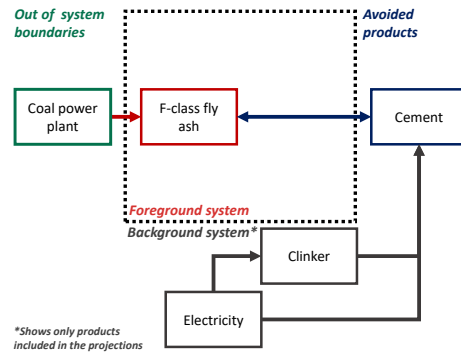 Out of system
boundaries
Avoided
products
Coal power
plant
F-class fly
ash
Cement
Foreground system
Background system*
Clinker
Electricity
*Shows only products
included in the projections